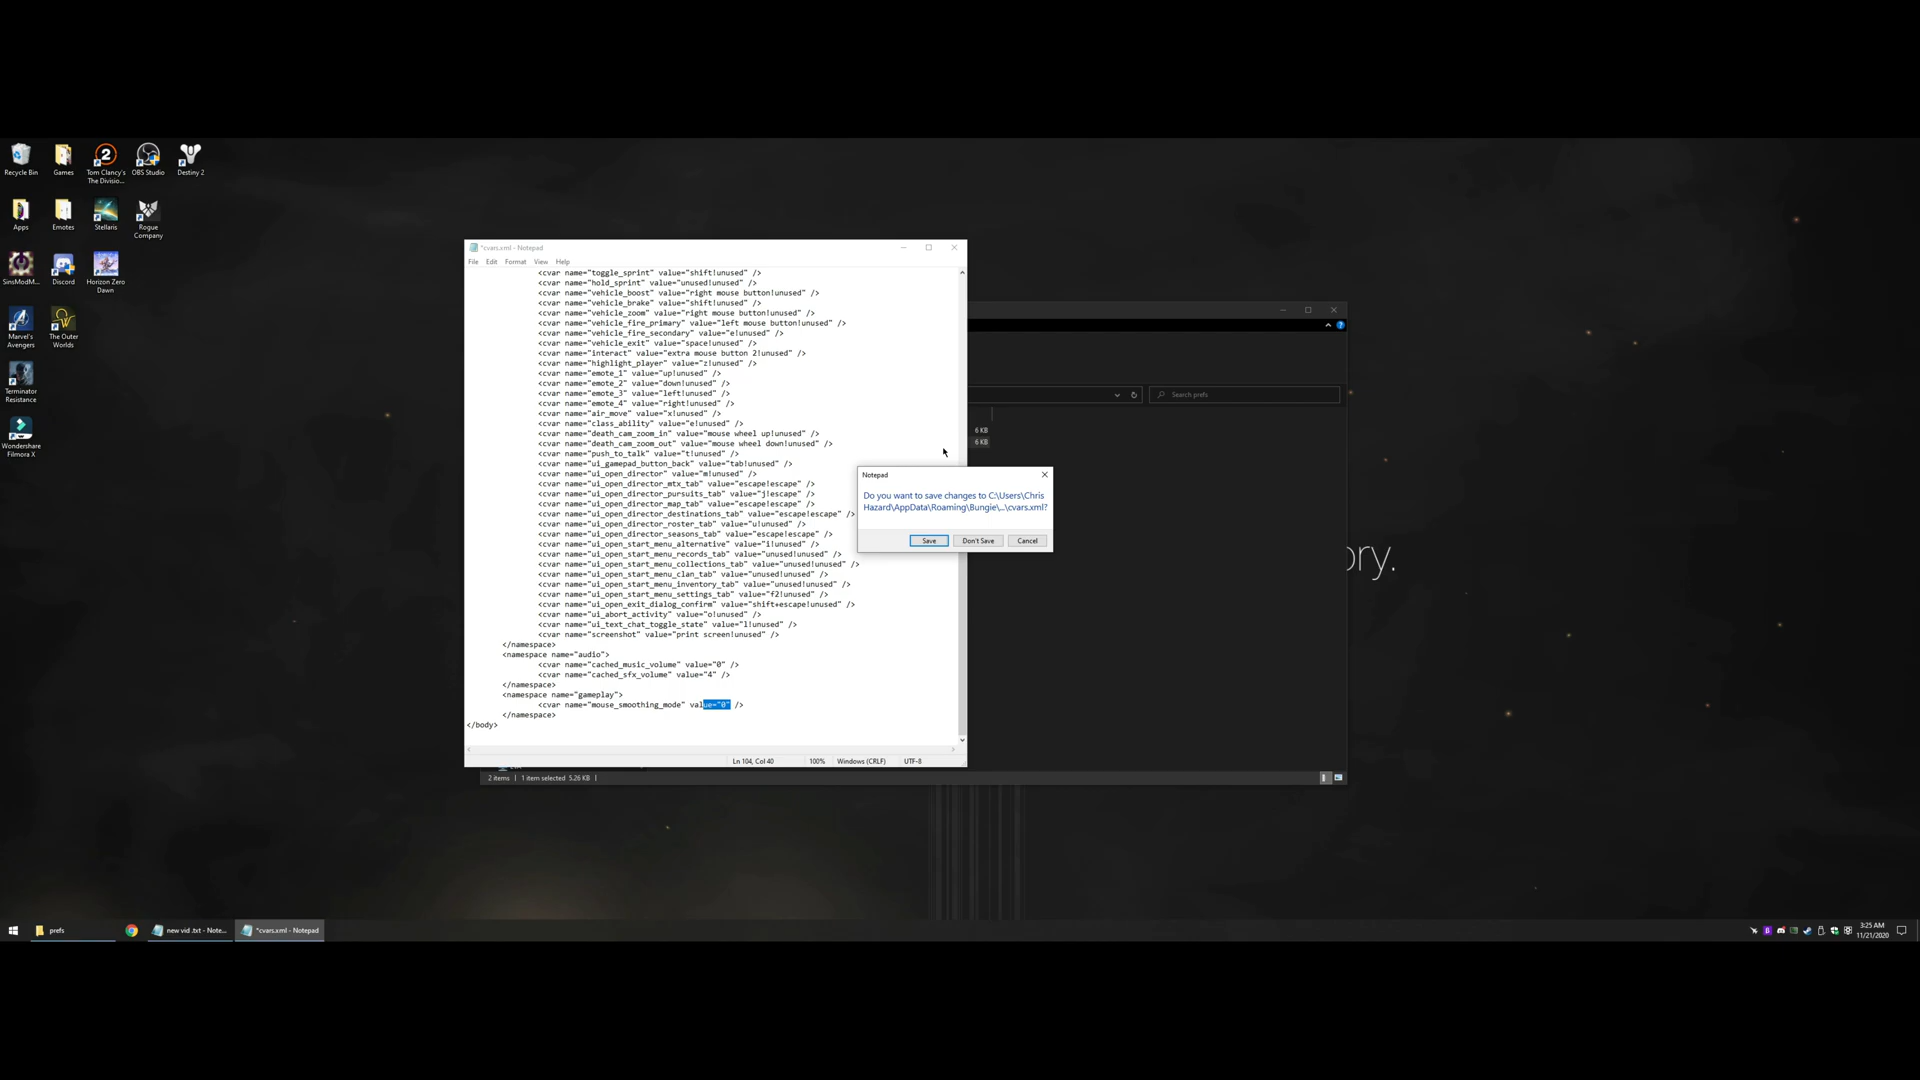 Recycle Bin
Games
Tom Clancy's
The Divisio...
OBS Studio
Destiny 2
Apps
Emotes
Stellaris
Rogue
Company
SinsModM...
Discord
Horizon Zero
Dawn
Marvel's
Avengers
The Outer
Worlds
Terminator
Resistance
Wondershare
Filmora X
*cvars.xml - Notepad
File Edit Format View Help
<cvar name="toggle_sprint" value="shift!unused" />
<cvar name="hold_sprint" value="unused!unused" />
<cvar name="vehicle_boost" value="right mouse button!unused" />
<cvar name="vehicle_brake" value="shift!unused" />
<cvar name="vehicle_zoom" value="right mouse button!unused" />
<cvar name="vehicle_fire_primary" value="left mouse button!unused" />
<cvar name="vehicle_fire_secondary" value="e!unused" />
<cvar name="vehicle_exit" value="space!unused" />
<cvar name="interact" value="extra mouse button 2!unused" />
<cvar name="highlight_player" value="z!unused" />
<cvar name="emote_1" value="up!unused" />
<cvar name="emote_2" value="down!unused" />
<cvar name="emote_3" value="left!unused" />
<cvar name="emote_4" value="right!unused" />
<cvar name="air_move" value="x!unused" />
<cvar name="class_ability" value="e!unused" />
<cvar name="death_cam_zoom_in" value="mouse wheel up!unused" />
<cvar name="death_cam_zoom_out" value="mouse wheel down!unused" />
<cvar name="push_to_talk" value="t!unused" />
<cvar name="ui_gamepad_button_back" value="tab!unused" />
<cvar name="ui_open_director" value="m!unused" />
<cvar name="ui_open_director_mtx_tab" value="escape!escape" />
<cvar name="ui_open_director_pursuits_tab" value="j!escape" />
<cvar name="ui_open_director_map_tab" value="escape!escape" />
<cvar name="ui_open_director_destinations_tab" value="escape!escape" />
<cvar name="ui_open_director_roster_tab" value="u!unused" />
<cvar name="ui_open_director_seasons_tab" value="escape!escape" />
<cvar name="ui_open_start_menu_alternative" value="i!unused" />
<cvar name="ui_open_start_menu_records_tab" value="unused!unused" />
<cvar name="ui_open_start_menu_collections_tab" value="unused!unused" />
<cvar name="ui_open_start_menu_clan_tab" value="unused!unused" />
<cvar name="ui_open_start_menu_inventory_tab" value="unused!unused" />
<cvar name="ui_open_start_menu_settings_tab" value="f2!unused" />
<cvar name="ui_open_exit_dialog_confirm" value="shift+escape!unused" />
<cvar name="ui_abort_activity" value="o!unused" />
<cvar name="ui_text_chat_toggle_state" value="l!unused" />
<cvar name="screenshot" value="print screen!unused" />
</namespace>
<namespace name="audio">
<cvar name="cached_music_volume" value="0" />
<cvar name="cached_sfx_volume" value="4" />
</namespace>
<namespace name="gameplay">
<cvar name="mouse_smoothing_mode" value="0" />
</namespace>
</body>
Ln 104, Col 40 100% Windows (CRLF) UTF-8
Search prefs
6 KB
6 KB
Notepad
Do you want to save changes to C:\Users\Chris
Hazard\AppData\Roaming\Bungie\...\cvars.xml?
Save Don't Save Cancel
ory.
2 items 1 item selected 5.26 KB
prefs
new vid .txt - Note...
*cvars.xml - Notepad
3:25 AM
11/21/2020